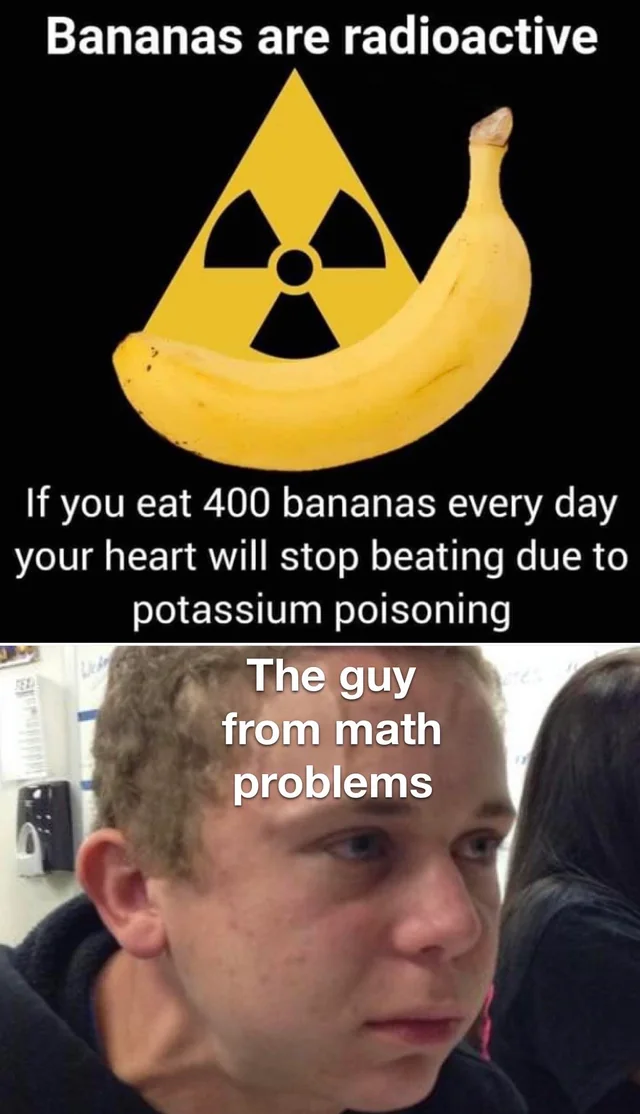 Bananas are radioactive
If you eat 400 bananas every day
your heart will stop beating due to
potassium poisoning
The guy
from math
problems